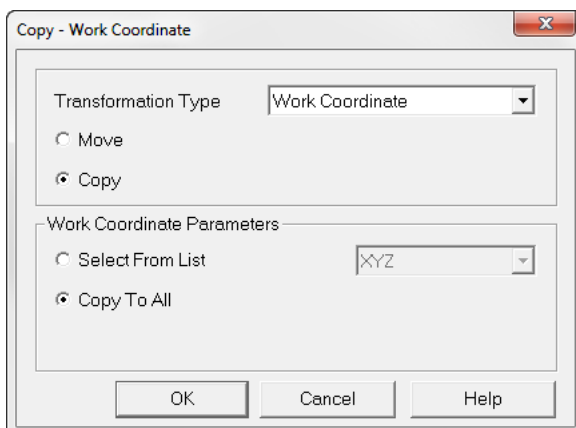 Copy - Work Coordinate
Transformation Type Work Coordinate
Move
Copy
Work Coordinate Parameters
Select From List XYZ
Copy To All
OK Cancel Help